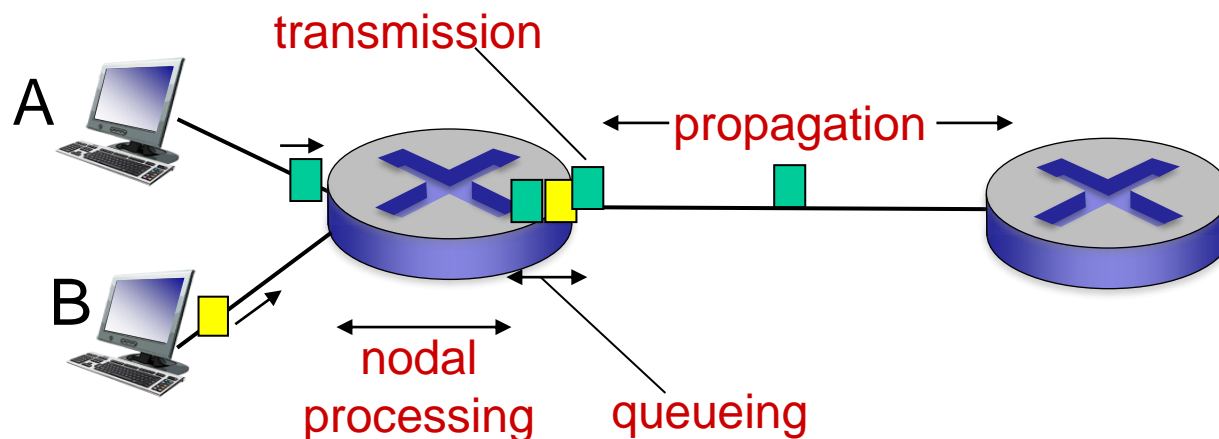 transmission
A
propagation
B
nodal
processing
queueing